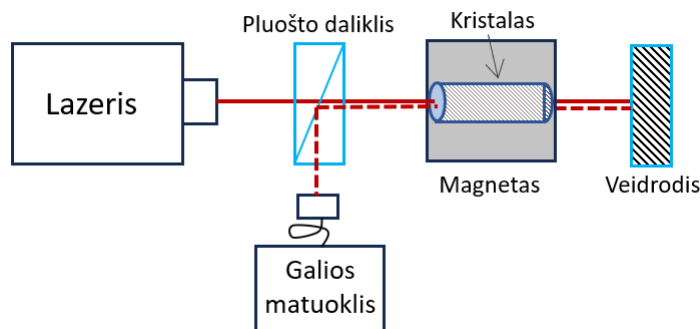 Pluošto daliklis
Kristalas
Lazeris
Magnetas
Veidrodis
Galios
matuoklis